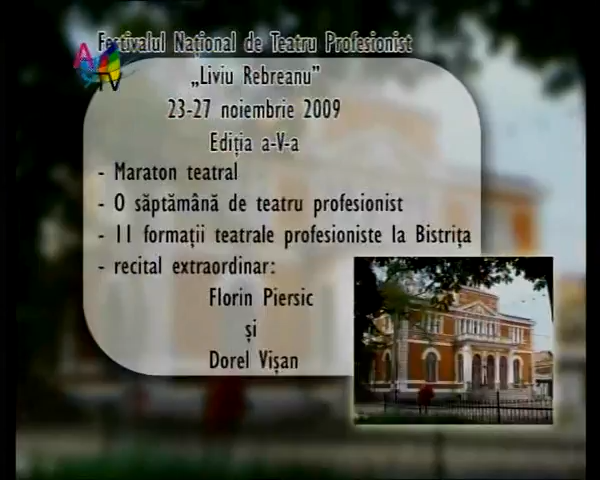 Festivalul Național de Teatru Profesionist
„Liviu Rebreanu”
23-27 noiembrie 2009
Ediția a-V-a
- Maraton teatral
- O săptămână de teatru profesionist
- 11 formații teatrale profesioniste la Bistrița
- recital extraordinar:
Florin Piersic
și
Dorel Vișan